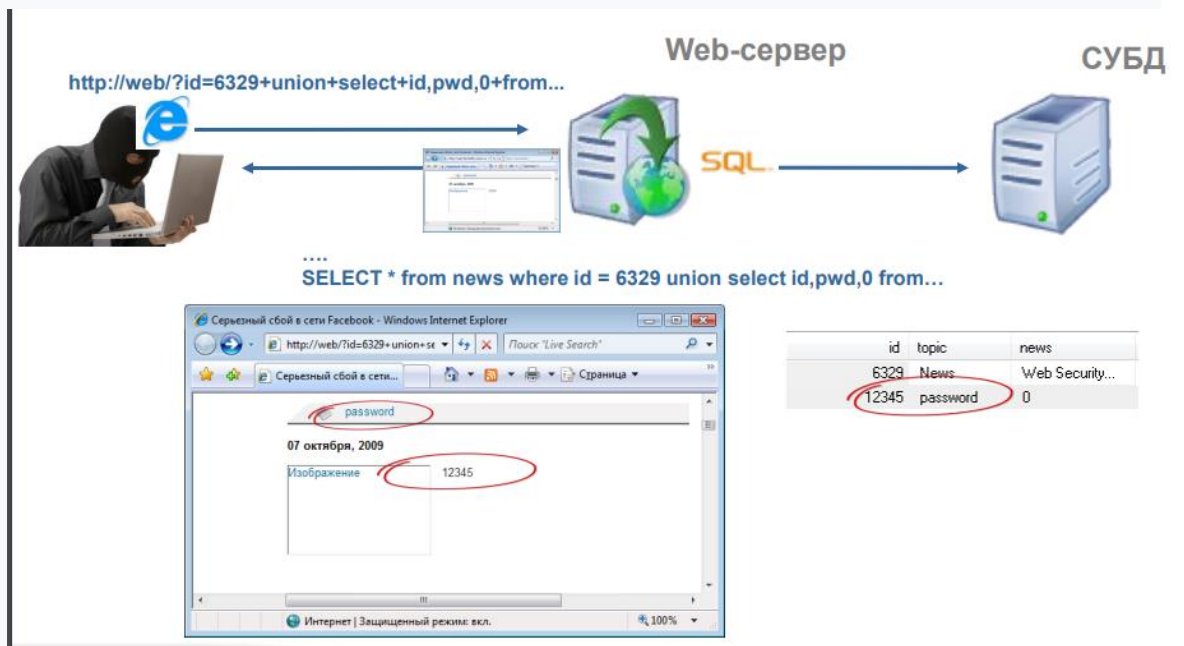 Web-сервер
СУБД
http://web/?id=6329+union+select+id,pwd,0+from...
SQL
....
SELECT * from news where id = 6329 union select id,pwd,0 from…
Серьезный сбой в сети Facebook - Windows Internet Explorer
http://web/?id=6329+union+se
Поиск "Live Search"
Серьезный сбой в сети...
Страница
password
07 октября, 2009
Изображение
12345
Интернет | Защищенный режим: вкл.
100%
id topic news
6329 News Web Security...
12345 password 0